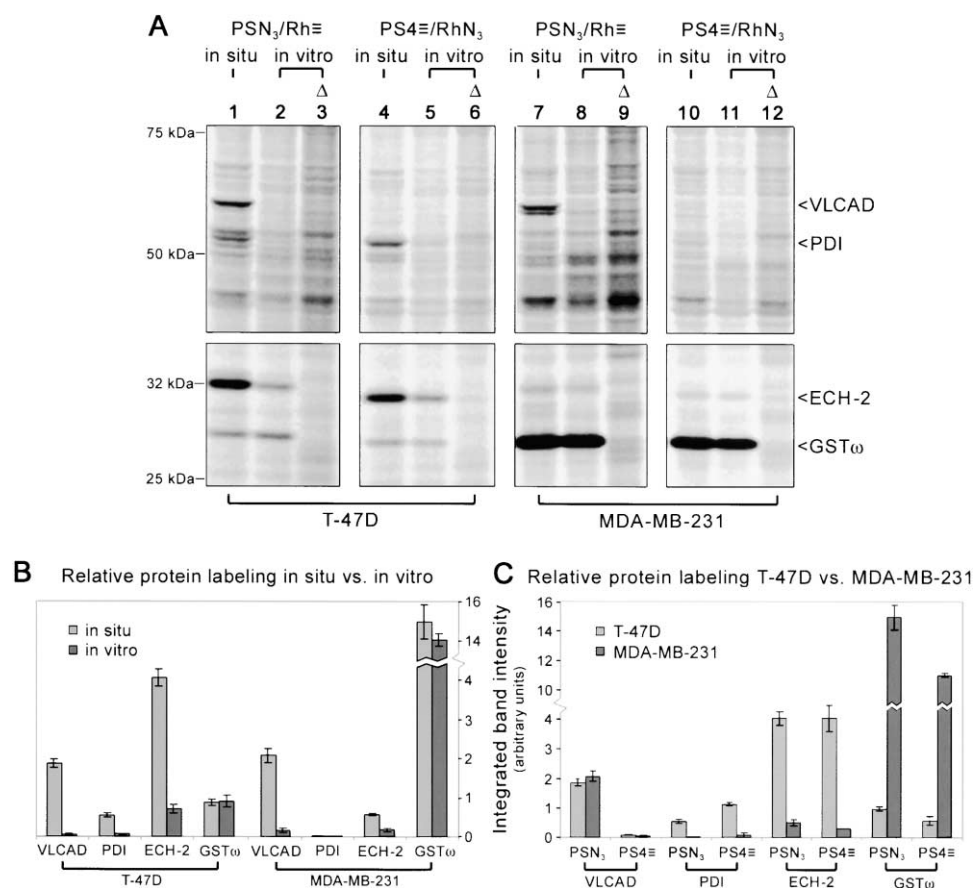 A
PSN₃/Rh≡ PS4≡/RhN₃ PSN₃/Rh≡ PS4≡/RhN₃
in situ in vitro in situ in vitro in situ in vitro in situ in vitro
Δ Δ Δ Δ
1 2 3 4 5 6 7 8 9 10 11 12
75 kDa
<VLCAD
<PDI
50 kDa
32 kDa
<ECH-2
<GSTω
25 kDa
T-47D MDA-MB-231
B Relative protein labeling in situ vs. in vitro
in situ
in vitro
16
14
4
2
1
0
VLCAD PDI ECH-2 GSTω VLCAD PDI ECH-2 GSTω
T-47D MDA-MB-231
C Relative protein labeling T-47D vs. MDA-MB-231
Integrated band intensity
(arbitrary units)
T-47D
MDA-MB-231
16
14
12
10
4
2
1
0
PSN₃ PS4≡ PSN₃ PS4≡ PSN₃ PS4≡ PSN₃ PS4≡
VLCAD PDI ECH-2 GSTω